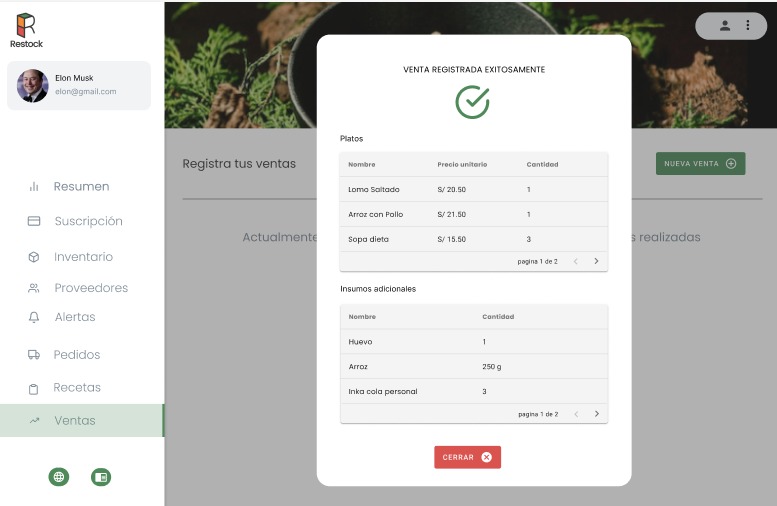 Restock
Elon Musk
elon@gmail.com
Resumen
Suscripción
Inventario
Proveedores
Alertas
Pedidos
Recetas
Ventas
Registra tus ventas
NUEVA VENTA
Actualmente
s realizadas
VENTA REGISTRADA EXITOSAMENTE
Platos
Nombre Precio unitario Cantidad
Lomo Saltado S/ 20.50 1
Arroz con Pollo S/ 21.50 1
Sopa dieta S/ 15.50 3
pagina 1 de 2
Insumos adicionales
Nombre Cantidad
Huevo 1
Arroz 250 g
Inka cola personal 3
pagina 1 de 2
CERRAR